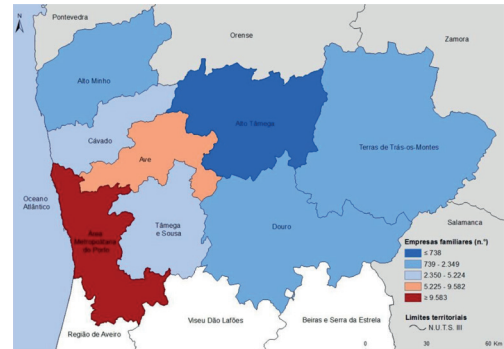 N
Pontevedra
Orense
Zamora
Alto Minho
Alto Tâmega
Cávado
Terras de Trás-os-Montes
Ave
Oceano
Atlântico
Área
Metropolitana
do Porto
Tâmega
e Sousa
Douro
Salamanca
Viseu Dão Lafões
Beiras e Serra da Estrela
Região de Aveiro
Empresas familiares (n.º)
≤ 738
739 - 2.349
2.350 - 5.224
5.225 - 9.582
≥ 9.583
Limites territoriais
N.U.T.S. III
0
15
30
60 Km